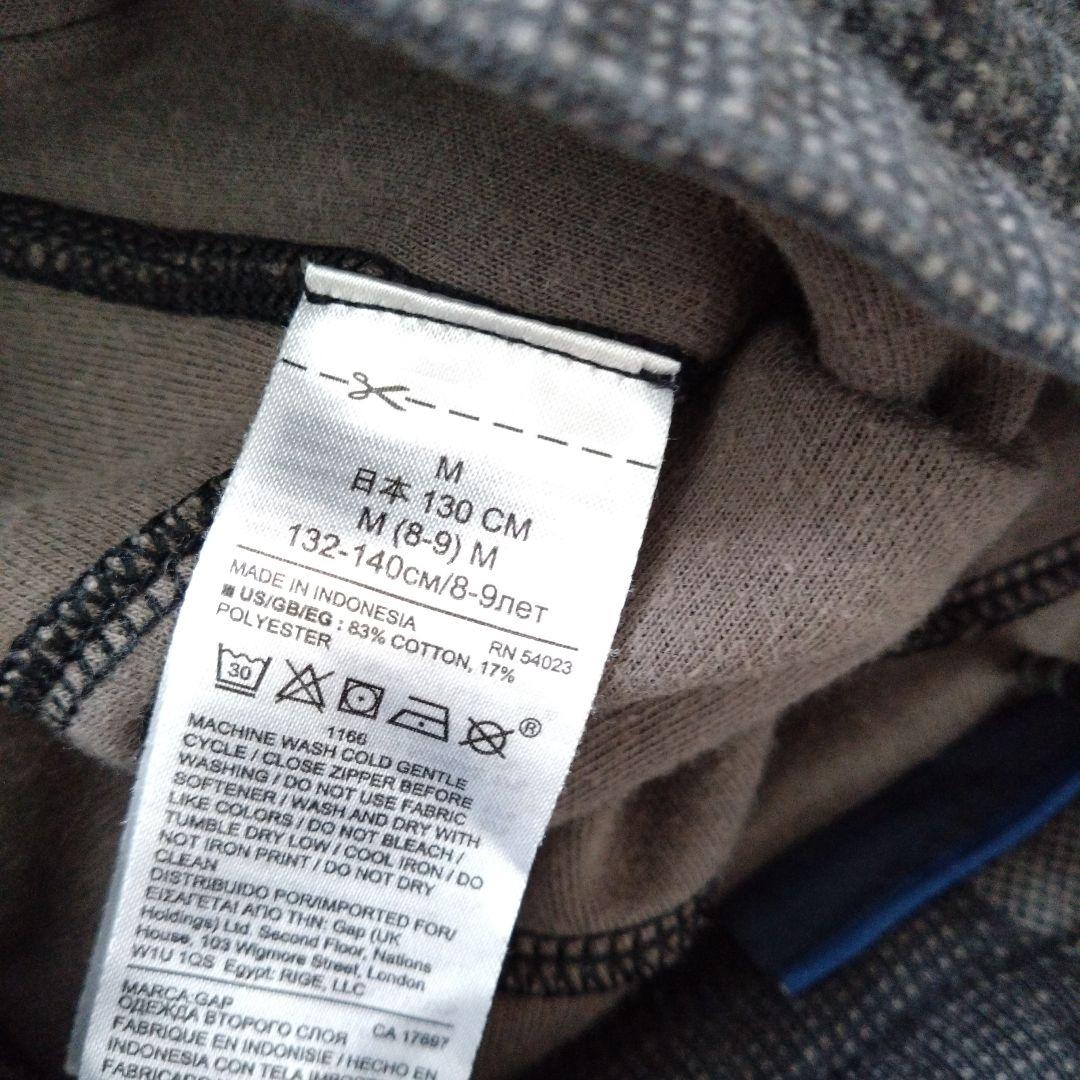 M
日本 130 CM
M (8-9) M
132-140см/8-9лет
MADE IN INDONESIA
RN 54023
US/GB/EG : 83% COTTON, 17%
POLYESTER
30
®
1166
MACHINE WASH COLD GENTLE
CYCLE / CLOSE ZIPPER BEFORE
WASHING / DO NOT USE FABRIC
SOFTENER / WASH AND DRY WITH
LIKE COLORS / DO NOT BLEACH /
TUMBLE DRY LOW / COOL IRON / DO
NOT IRON PRINT / DO NOT DRY
CLEAN
DISTRIBUIDO POR/IMPORTED FOR/
ΕΙΣΑΓΕΤΑΙ ΑΠΟ ΤΗΝ: Gap (UK
Holdings) Ltd. Second Floor, Nations
House, 103 Wigmore Street, London
W1U 1QS Egypt: RIGE, LLC
MARCA:GAP
CA 17897
ОДЕЖДА ВТОРОГО СЛОЯ
FABRIQUE EN INDONISIE / HECHO EN
INDONESIA CON TELA